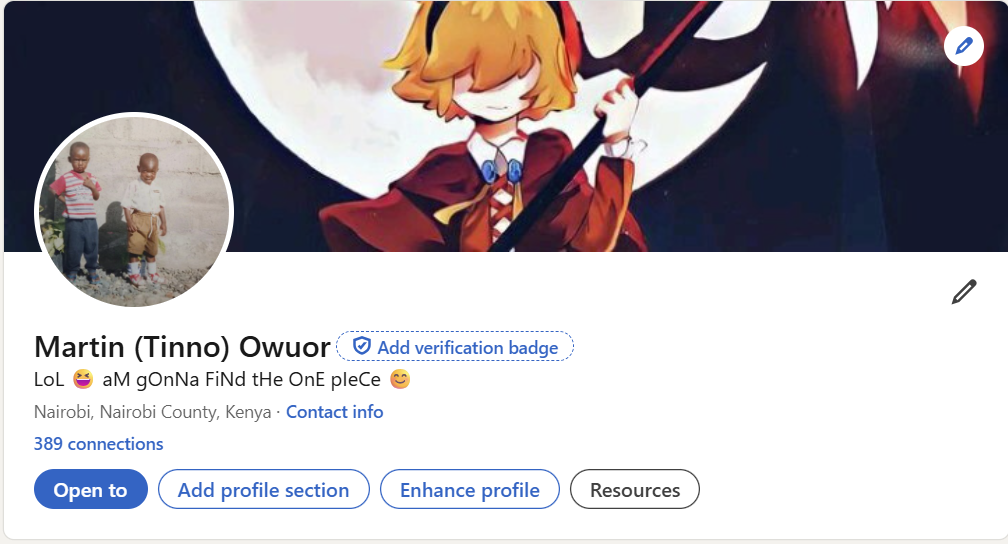 Martin (Tinno) Owuor Add verification badge
LoL 😆 aM gOnNa FiNd tHe OnE pIeCe 😊
Nairobi, Nairobi County, Kenya · Contact info
389 connections
Open to Add profile section Enhance profile Resources